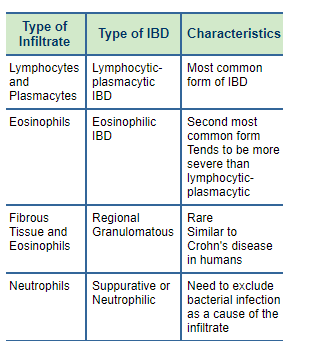 Type of
Infiltrate
Type of IBD
Characteristics
Lymphocytes
and
Plasmacytes
Lymphocytic-
plasmacytic
IBD
Most common
form of IBD
Eosinophils
Eosinophilic
IBD
Second most
common form
Tends to be more
severe than
lymphocytic-
plasmacytic
Fibrous
Tissue and
Eosinophils
Regional
Granulomatous
Rare
Similar to
Crohn's disease
in humans
Neutrophils
Suppurative or
Neutrophilic
Need to exclude
bacterial infection
as a cause of the
infiltrate